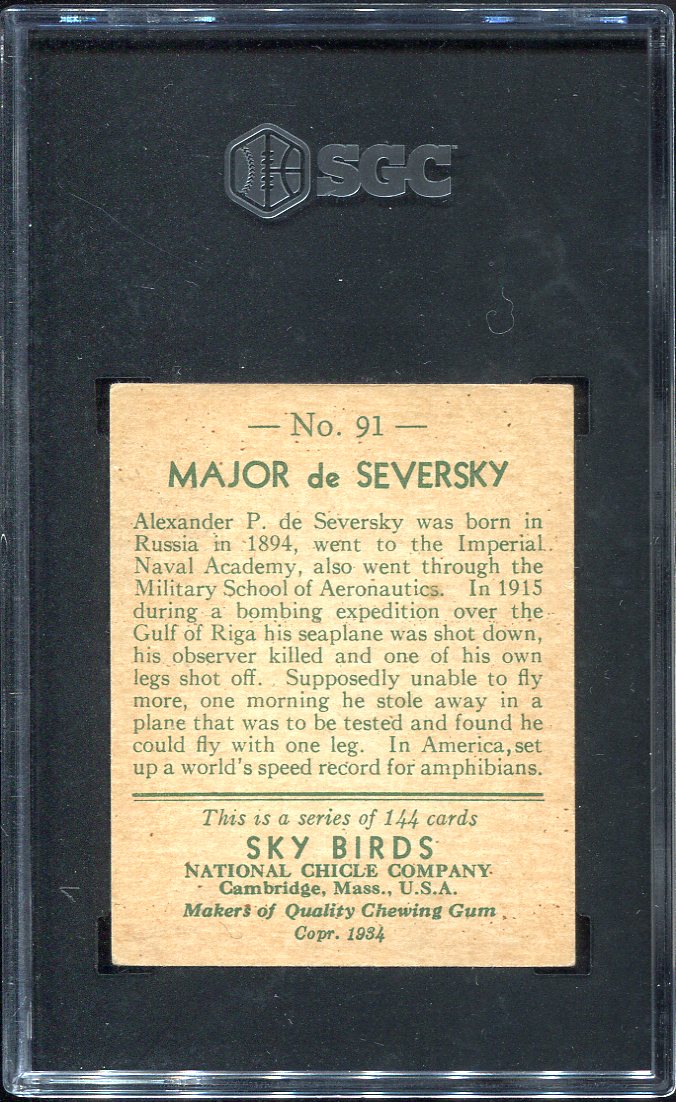 SGC
— No. 91 —
MAJOR de SEVERSKY
Alexander P. de Seversky was born in
Russia in 1894, went to the Imperial
Naval Academy, also went through the
Military School of Aeronautics. In 1915
during a bombing expedition over the
Gulf of Riga his seaplane was shot down,
his observer killed and one of his own
legs shot off. Supposedly unable to fly
more, one morning he stole away in a
plane that was to be tested and found he
could fly with one leg. In America, set
up a world's speed record for amphibians.
This is a series of 144 cards
SKY BIRDS
NATIONAL CHICLE COMPANY
Cambridge, Mass., U.S.A.
Makers of Quality Chewing Gum
Copr. 1934